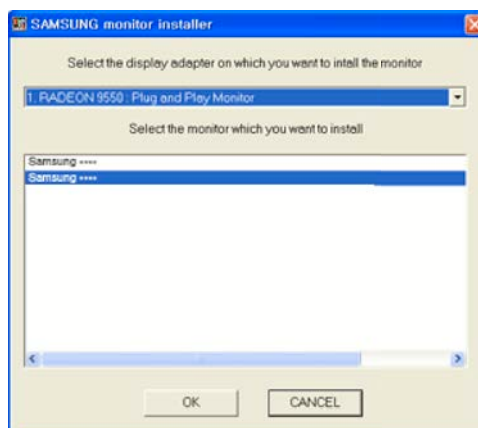 SAMSUNG monitor installer
Select the display adapter on which you want to intall the monitor
1. RADEON 9550 : Plug and Play Monitor
Select the monitor which you want to install
Samsung ****
Samsung ****
OK
CANCEL